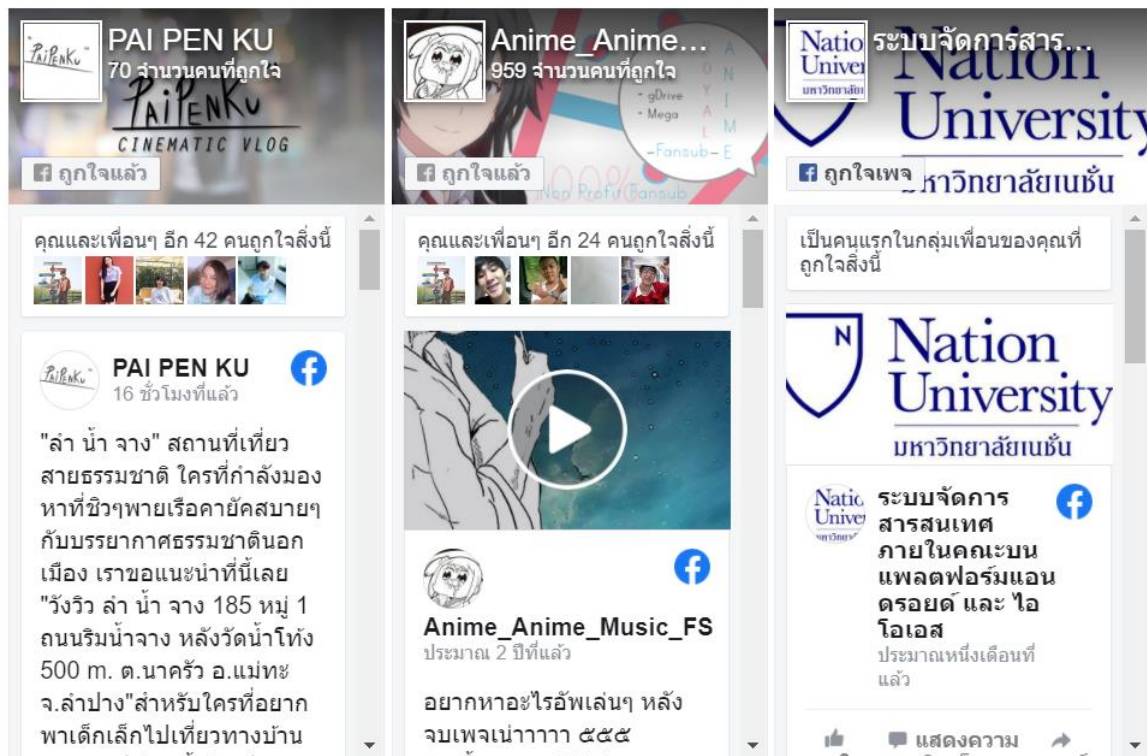 PAI PEN KU
70 จำนวนคนที่ถูกใจ
PAIPENKU
CINEMATIC VLOG
ถูกใจแล้ว
คุณและเพื่อนๆ อีก 42 คนถูกใจสิ่งนี้
PAI PEN KU
16 ชั่วโมงที่แล้ว
"ลำ น้ำ จาง" สถานที่เที่ยว
สายธรรมชาติ ใครที่กำลังมอง
หาที่ชิวๆพายเรือคายัคสบายๆ
กับบรรยากาศธรรมชาตินอก
เมือง เราขอแนะนำที่นี้เลย
"วังวิว ลำ น้ำ จาง 185 หมู่ 1
ถนนริมน้ำจาง หลังวัดน้ำโท้ง
500 m. ต.นาครัว อ.แม่ทะ
จ.ลำปาง"สำหรับใครที่อยาก
พาเด็กเล็กไปเที่ยวทางบ้าน
Anime_Anime...
959 จำนวนคนที่ถูกใจ
- gDrive
- Mega
-Fansub-
ANIME
100%
Non Profit Fansub
ถูกใจแล้ว
คุณและเพื่อนๆ อีก 24 คนถูกใจสิ่งนี้
Anime_Anime_Music_FS
ประมาณ 2 ปีที่แล้ว
อยากหาอะไรอัพเล่นๆ หลัง
จบเพจเน่าาาาา ๕๕๕
ระบบจัดการสาร...
Nation
University
มหาวิทยาลัยเนชั่น
ถูกใจเพจ
เป็นคนแรกในกลุ่มเพื่อนของคุณที่
ถูกใจสิ่งนี้
N
Nation
University
มหาวิทยาลัยเนชั่น
ระบบจัดการ
สารสนเทศ
ภายในคณะบน
แพลตฟอร์มแอน
ดรอยด์ และ ไอ
โอเอส
ประมาณหนึ่งเดือนที่
แล้ว
แสดงความ